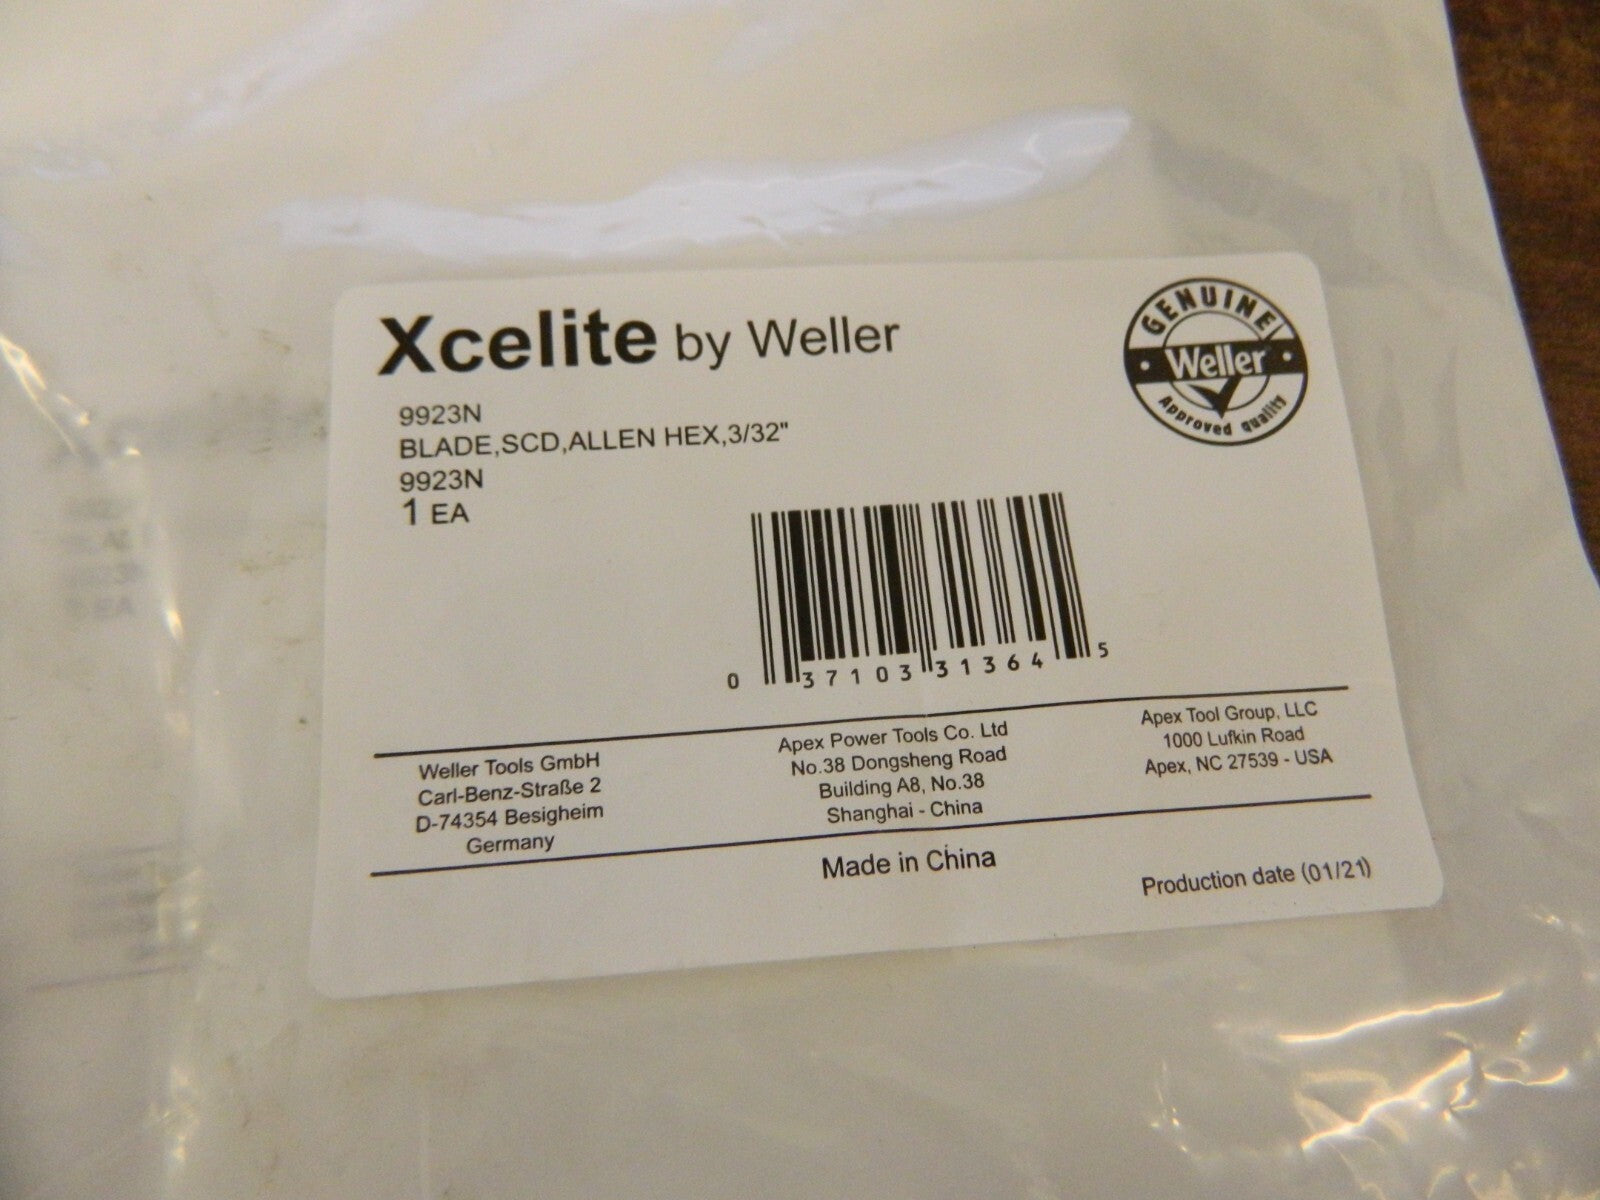 Xcelite by Weller
GENUINE
Weller
Approved quality
9923N
BLADE,SCD,ALLEN HEX,3/32"
9923N
1 EA
0 37103 31364 5
Weller Tools GmbH
Carl-Benz-Straße 2
D-74354 Besigheim
Germany
Apex Power Tools Co. Ltd
No.38 Dongsheng Road
Building A8, No.38
Shanghai - China
Apex Tool Group, LLC
1000 Lufkin Road
Apex, NC 27539 - USA
Made in China
Production date (01/21)